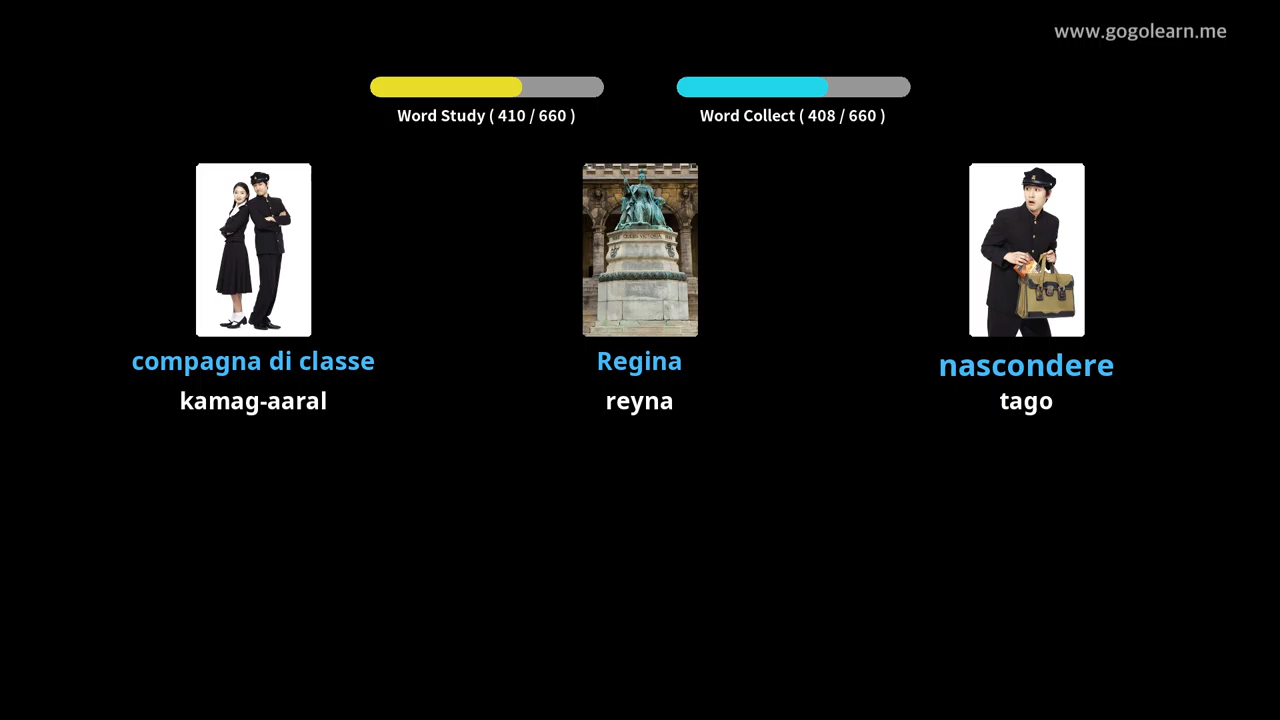 www.gogolearn.me
Word Study ( 410 / 660 )
Word Collect ( 408 / 660 )
compagna di classe
kamag-aaral
Regina
reyna
nascondere
tago